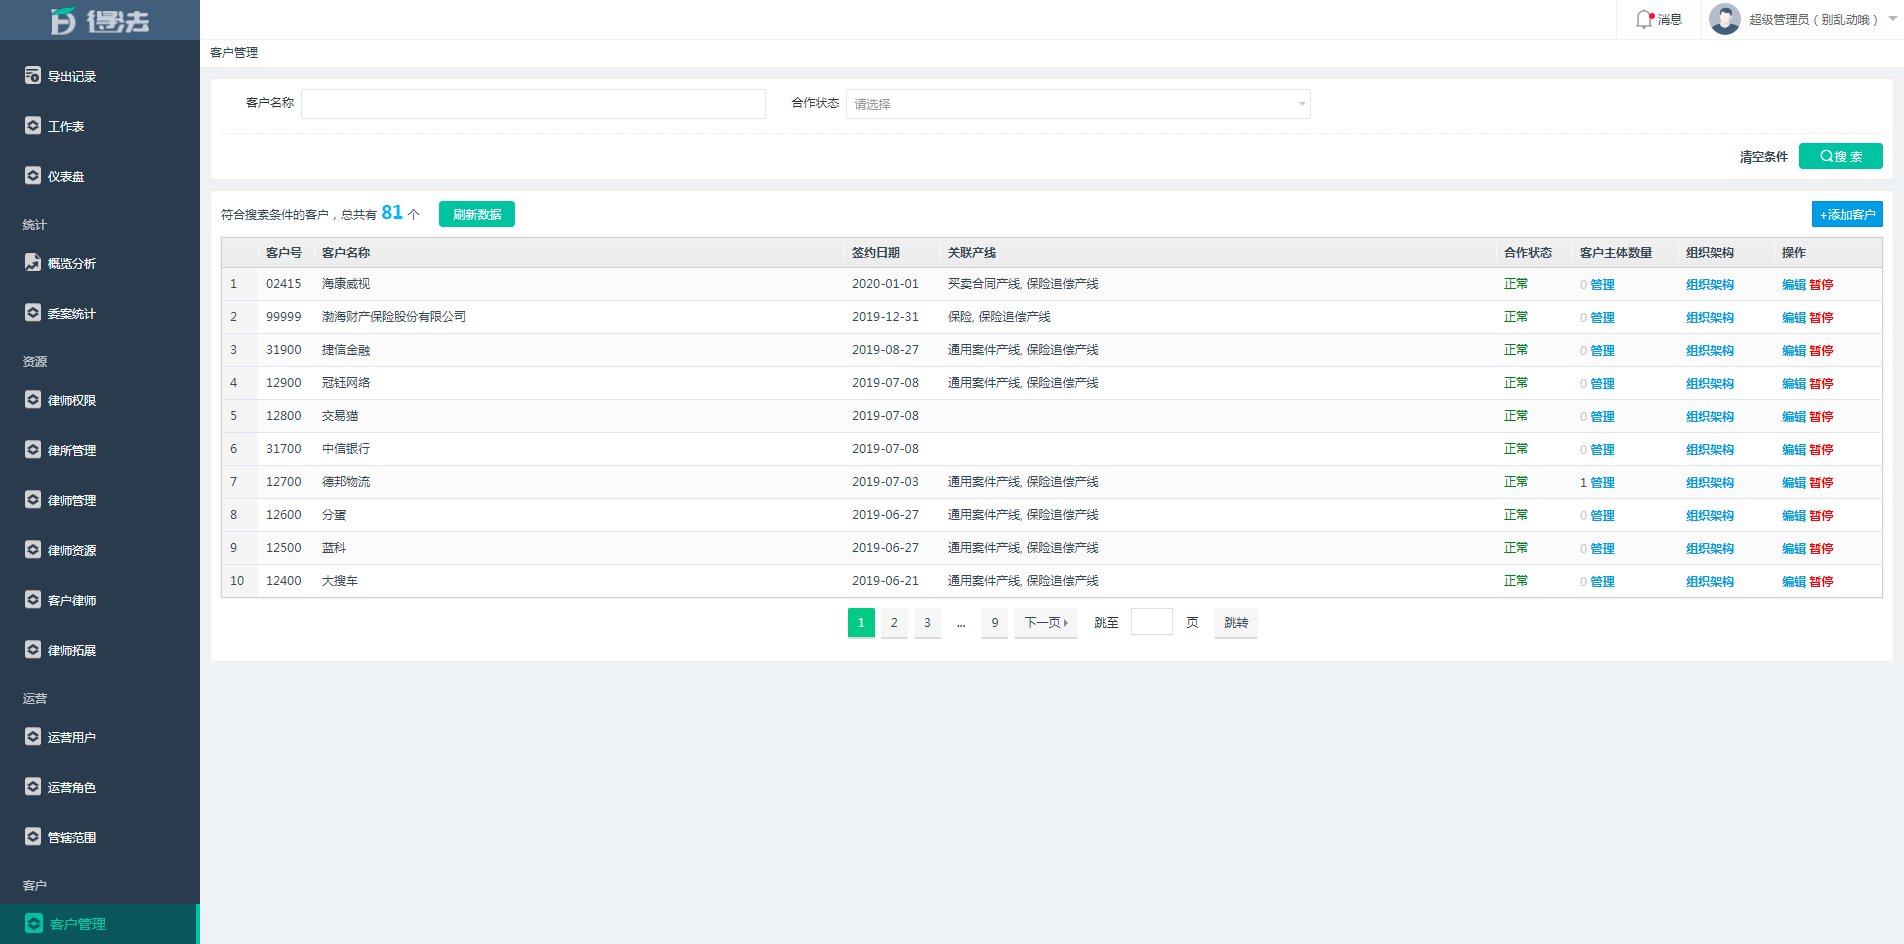 得法
消息
超级管理员（别乱动哦）
客户管理
导出记录
工作表
仪表盘
统计
概览分析
委案统计
资源
律师权限
律所管理
律师管理
律师资源
客户律师
律师拓展
运营
运营用户
运营角色
管辖范围
客户
客户管理
客户名称
合作状态 请选择
清空条件 搜 索
符合搜索条件的客户，总共有 81 个 刷新数据 +添加客户
客户号 客户名称 签约日期 关联产线 合作状态 客户主体数量 组织架构 操作
1 02415 海康威视 2020-01-01 买卖合同产线, 保险追偿产线 正常 0 管理 组织架构 编辑 暂停
2 99999 渤海财产保险股份有限公司 2019-12-31 保险, 保险追偿产线 正常 0 管理 组织架构 编辑 暂停
3 31900 捷信金融 2019-08-27 通用案件产线, 保险追偿产线 正常 0 管理 组织架构 编辑 暂停
4 12900 冠钰网络 2019-07-08 通用案件产线, 保险追偿产线 正常 0 管理 组织架构 编辑 暂停
5 12800 交易猫 2019-07-08 正常 0 管理 组织架构 编辑 暂停
6 31700 中信银行 2019-07-08 正常 0 管理 组织架构 编辑 暂停
7 12700 德邦物流 2019-07-03 通用案件产线, 保险追偿产线 正常 1 管理 组织架构 编辑 暂停
8 12600 分蛋 2019-06-27 通用案件产线, 保险追偿产线 正常 0 管理 组织架构 编辑 暂停
9 12500 蓝科 2019-06-27 通用案件产线, 保险追偿产线 正常 0 管理 组织架构 编辑 暂停
10 12400 大搜车 2019-06-21 通用案件产线, 保险追偿产线 正常 0 管理 组织架构 编辑 暂停
1 2 3 ... 9 下一页 跳至 页 跳转